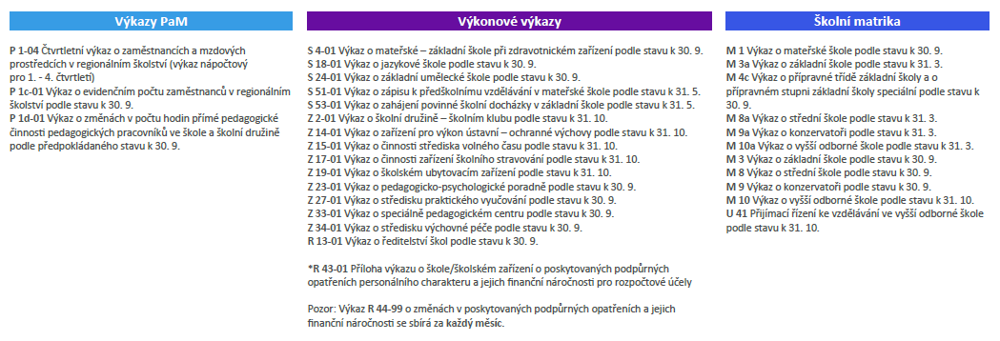 Výkazy PaM
P 1-04 Čtvrtletní výkaz o zaměstnancích a mzdových
prostředcích v regionálním školství (výkaz nápočtový
pro 1. - 4. čtvrtletí)
P 1c-01 Výkaz o evidenčním počtu zaměstnanců v regionálním
školství podle stavu k 30. 9.
P 1d-01 Výkaz o změnách v počtu hodin přímé pedagogické
činnosti pedagogických pracovníků ve škole a školní družině
podle předpokládaného stavu k 30. 9.
Výkonové výkazy
S 4-01 Výkaz o mateřské – základní škole při zdravotnickém zařízení podle stavu k 30. 9.
S 18-01 Výkaz o jazykové škole podle stavu k 30. 9.
S 24-01 Výkaz o základní umělecké škole podle stavu k 30. 9.
S 51-01 Výkaz o zápisu k předškolnímu vzdělávání v mateřské škole podle stavu k 31. 5.
S 53-01 Výkaz o zahájení povinné školní docházky v základní škole podle stavu k 31. 5.
Z 2-01 Výkaz o školní družině – školním klubu podle stavu k 31. 10.
Z 14-01 Výkaz o zařízení pro výkon ústavní – ochranné výchovy podle stavu k 31. 10.
Z 15-01 Výkaz o činnosti střediska volného času podle stavu k 31. 10.
Z 17-01 Výkaz o činnosti zařízení školního stravování podle stavu k 31. 10.
Z 19-01 Výkaz o školském ubytovacím zařízení podle stavu k 31. 10.
Z 23-01 Výkaz o pedagogicko-psychologické poradně podle stavu k 30. 9.
Z 27-01 Výkaz o středisku praktického vyučování podle stavu k 30. 9.
Z 33-01 Výkaz o speciálně pedagogickém centru podle stavu k 30. 9.
Z 34-01 Výkaz o středisku výchovné péče podle stavu k 30. 9.
R 13-01 Výkaz o ředitelství škol podle stavu k 30. 9.
*R 43-01 Příloha výkazu o škole/školském zařízení o poskytovaných podpůrných
opatřeních personálního charakteru a jejich finanční náročnosti pro rozpočtové účely
Pozor: Výkaz R 44-99 o změnách v poskytovaných podpůrných opatřeních a jejich
finanční náročnosti se sbírá za každý měsíc.
Školní matrika
M 1 Výkaz o mateřské škole podle stavu k 30. 9.
M 3a Výkaz o základní škole podle stavu k 31. 3.
M 4c Výkaz o přípravné třídě základní školy a o
přípravném stupni základní školy speciální podle stavu k
30. 9.
M 8a Výkaz o střední škole podle stavu k 31. 3.
M 9a Výkaz o konzervatoři podle stavu k 31. 3.
M 10a Výkaz o vyšší odborné škole podle stavu k 31. 3.
M 3 Výkaz o základní škole podle stavu k 30. 9.
M 8 Výkaz o střední škole podle stavu k 30. 9.
M 9 Výkaz o konzervatoři podle stavu k 30. 9.
M 10 Výkaz o vyšší odborné škole podle stavu k 31. 10.
U 41 Přijímací řízení ke vzdělávání ve vyšší odborné škole
podle stavu k 31. 10.